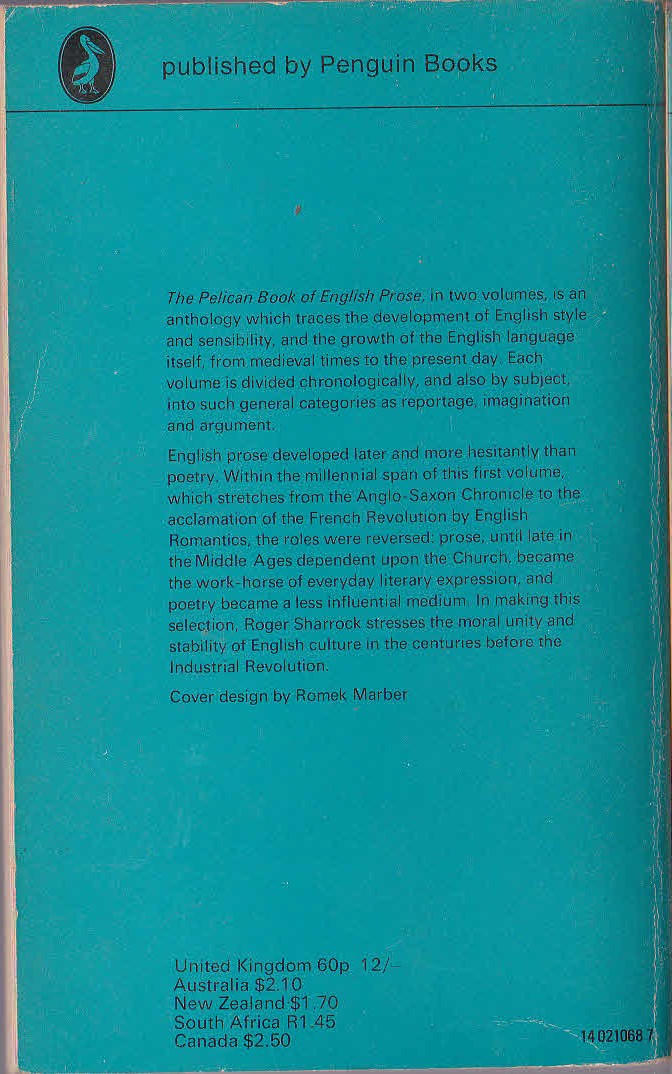 published by Penguin Books
The Pelican Book of English Prose, in two volumes, is an
anthology which traces the development of English style
and sensibility, and the growth of the English language
itself, from medieval times to the present day. Each
volume is divided chronologically, and also by subject,
into such general categories as reportage, imagination
and argument.
English prose developed later and more hesitantly than
poetry. Within the millennial span of this first volume,
which stretches from the Anglo-Saxon Chronicle to the
acclamation of the French Revolution by English
Romantics, the roles were reversed: prose, until late in
the Middle Ages dependent upon the Church, became
the work-horse of everyday literary expression, and
poetry became a less influential medium. In making this
selection, Roger Sharrock stresses the moral unity and
stability of English culture in the centuries before the
Industrial Revolution.
Cover design by Romek Marber
United Kingdom 60p 12/-
Australia $2.10
New Zealand $1.70
South Africa R1.45
Canada $2.50
14 021068 7